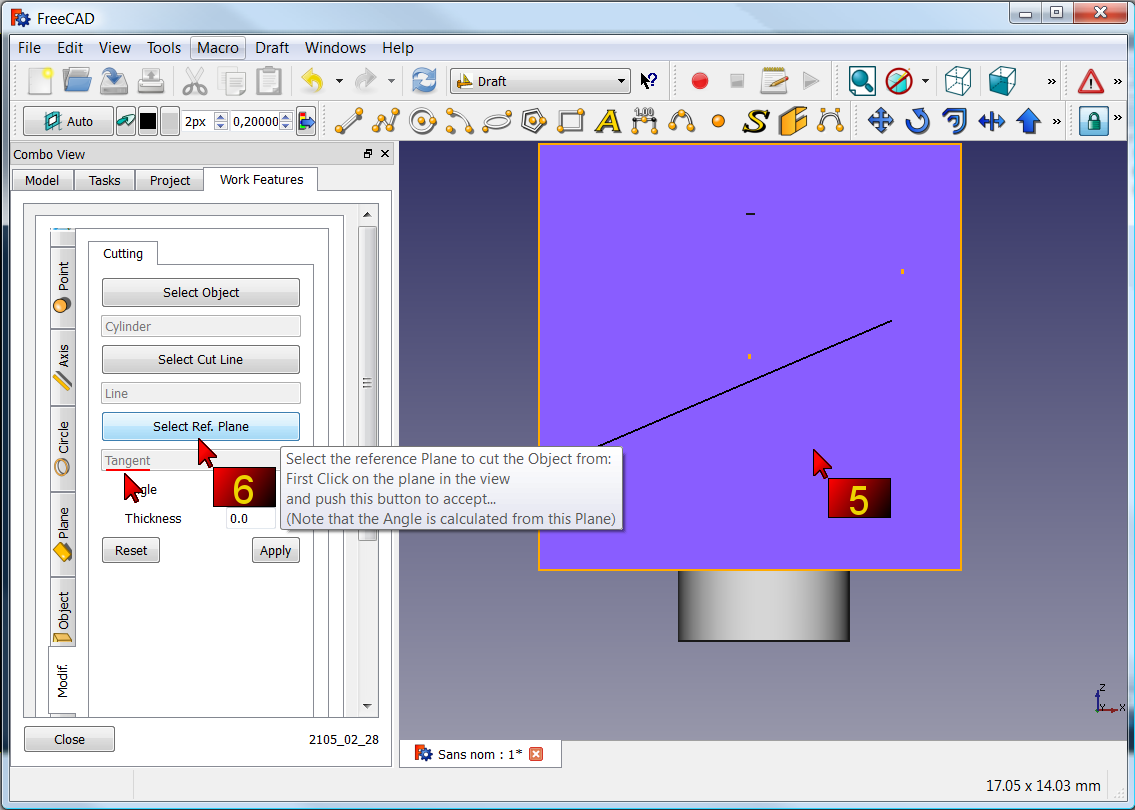 FreeCAD
File Edit View Tools Macro Draft Windows Help
Draft
Auto
2px
0,20000
A
1.00
S
Combo View
Model Tasks Project Work Features
Cutting
Select Object
Cylinder
Select Cut Line
Line
Select Ref. Plane
Tangent
gle
Thickness
0.0
Reset
Apply
Point
Axis
Circle
Plane
Object
Modif.
6
Select the reference Plane to cut the Object from:
First Click on the plane in the view
and push this button to accept...
(Note that the Angle is calculated from this Plane)
5
Close
2105_02_28
Z
Y
X
Sans nom : 1*
17.05 x 14.03 mm